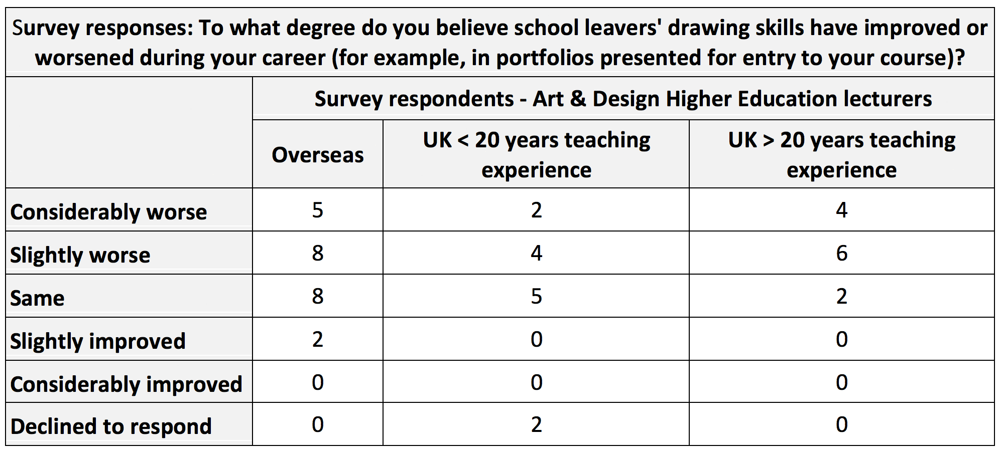 Survey responses: To what degree do you believe school leavers' drawing skills have improved or
worsened during your career (for example, in portfolios presented for entry to your course)?
Survey respondents - Art & Design Higher Education lecturers
Overseas
UK < 20 years teaching
experience
UK > 20 years teaching
experience
Considerably worse 5 2 4
Slightly worse 8 4 6
Same 8 5 2
Slightly improved 2 0 0
Considerably improved 0 0 0
Declined to respond 0 2 0